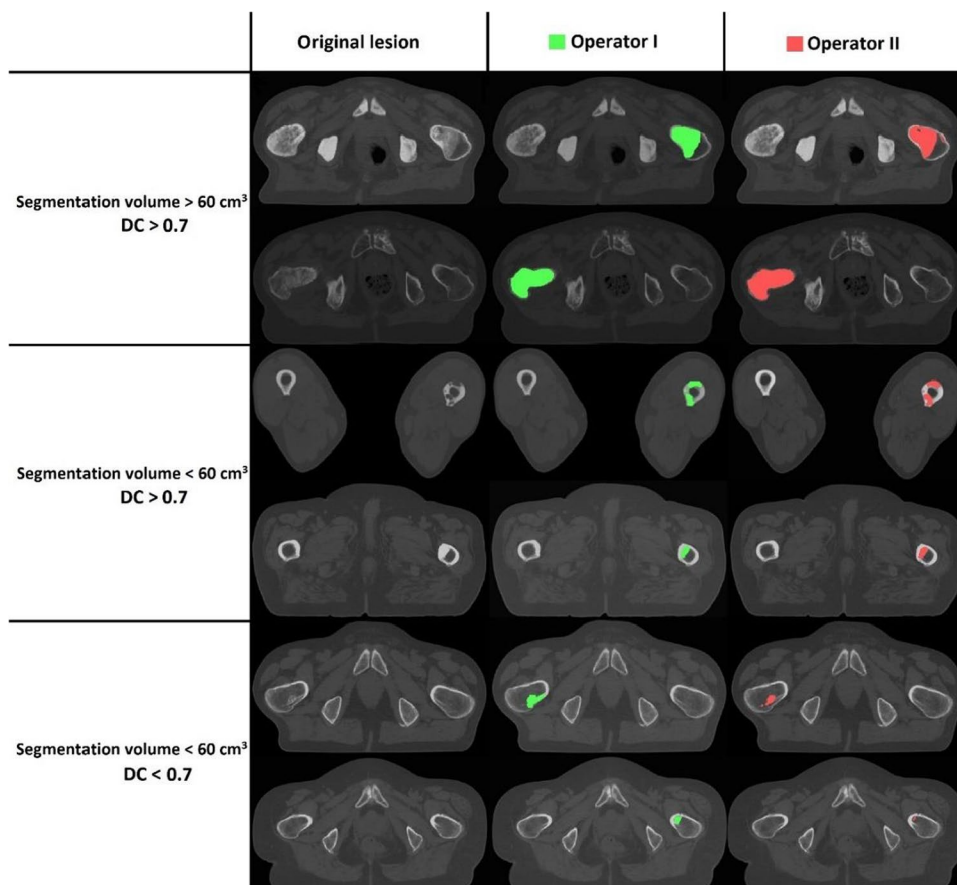 Original lesion
Operator I
Operator II
Segmentation volume > 60 cm³
DC > 0.7
Segmentation volume < 60 cm³
DC > 0.7
Segmentation volume < 60 cm³
DC < 0.7